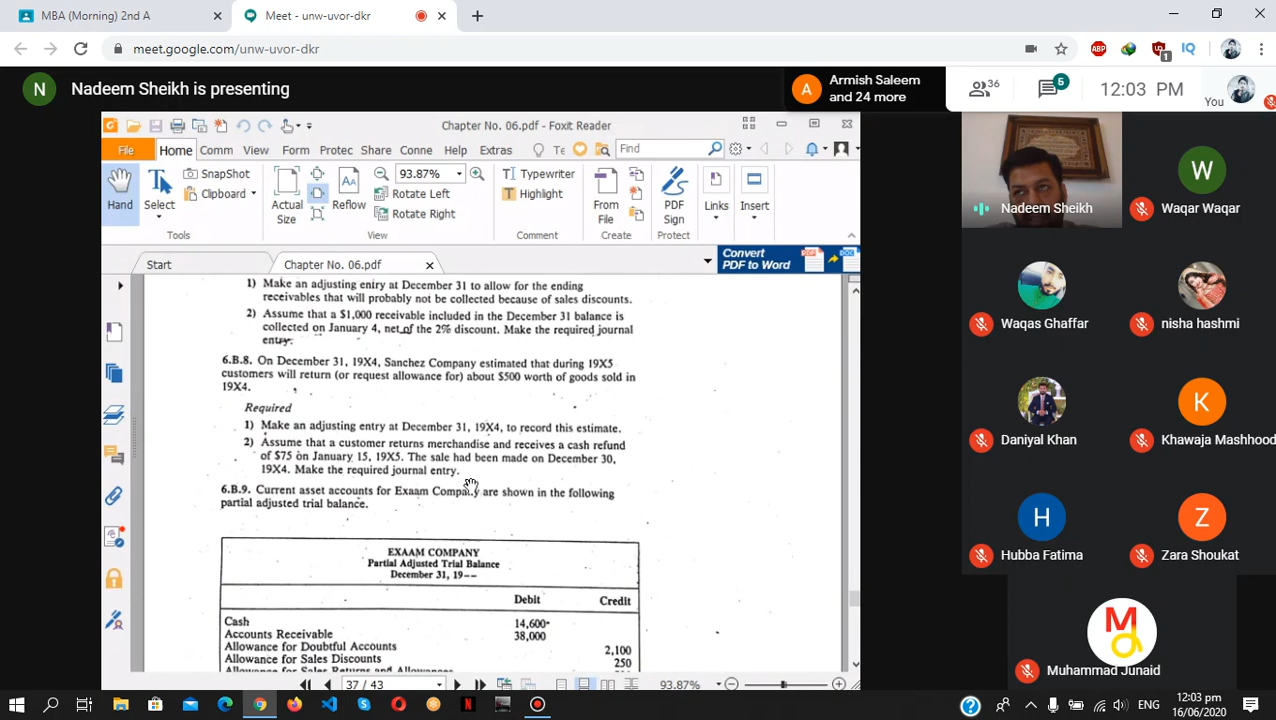 MBA (Morning) 2nd A
Meet - unw-uvor-dkr
meet.google.com/unw-uvor-dkr
ABP
1
IQ
N
Nadeem Sheikh is presenting
A
Armish Saleem
and 24 more
36
5
12:03 PM
You
Chapter No. 06.pdf - Foxit Reader
File
Home
Comm
View
Form
Protec
Share
Conne
Help
Extras
Te
Find
Hand
Select
SnapShot
Clipboard
Tools
Actual
Size
Reflow
93.87%
Rotate Left
Rotate Right
View
Typewriter
Highlight
Comment
From
File
Create
PDF
Sign
Protect
Links
Insert
Start
Chapter No. 06.pdf
Convert
PDF to Word
1) Make an adjusting entry at December 31 to allow for the ending
receivables that will probably not be collected because of sales discounts.
2) Assume that a $1,000 receivable included in the December 31 balance is
collected on January 4, net of the 2% discount. Make the required journal
entry.
6.B.8. On December 31, 19X4, Sanchez Company estimated that during 19X5
customers will return (or request allowance for) about $500 worth of goods sold in
19X4.
Required
1) Make an adjusting entry at December 31, 19X4, to record this estimate.
2) Assume that a customer returns merchandise and receives a cash refund
of $75 on January 15, 19X5. The sale had been made on December 30,
19X4. Make the required journal entry.
6.B.9. Current asset accounts for Exaam Company are shown in the following
partial adjusted trial balance.
EXAAM COMPANY
Partial Adjusted Trial Balance
December 31, 19--
Debit Credit
Cash 14,600
Accounts Receivable 38,000
Allowance for Doubtful Accounts 2,100
Allowance for Sales Discounts 250
Allowance for Sales Returns and Allowances
37 / 43
93.87%
Nadeem Sheikh
W
Waqar Waqar
Waqas Ghaffar
nisha hashmi
Daniyal Khan
K
Khawaja Mashhood
H
Hubba Fatima
Z
Zara Shoukat
Muhammad Junaid
ENG
12:03 pm
16/06/2020